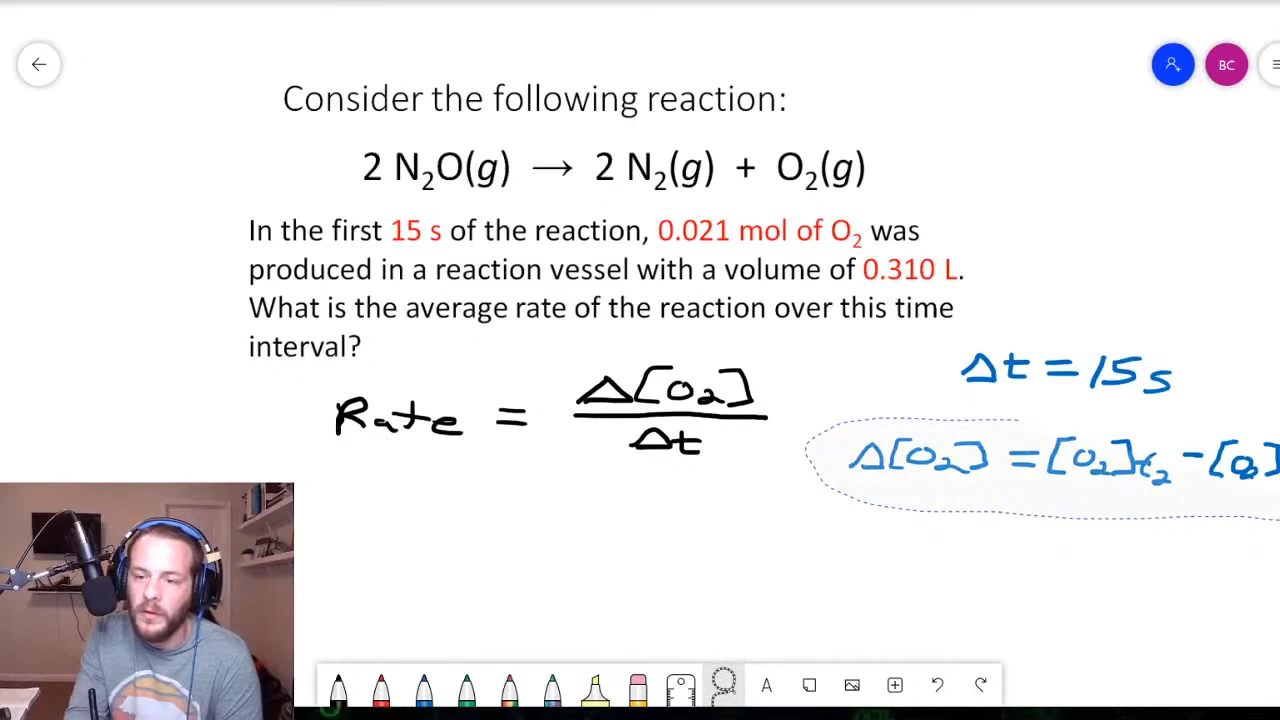 BC
Consider the following reaction:
2 N₂O(g) → 2 N₂(g) + O₂(g)
In the first 15 s of the reaction, 0.021 mol of O₂ was
produced in a reaction vessel with a volume of 0.310 L.
What is the average rate of the reaction over this time
interval?
Rate = Δ[O₂]
Δt
Δt = 15 s
Δ[O₂] = [O₂]t₂ - [O₂]
A